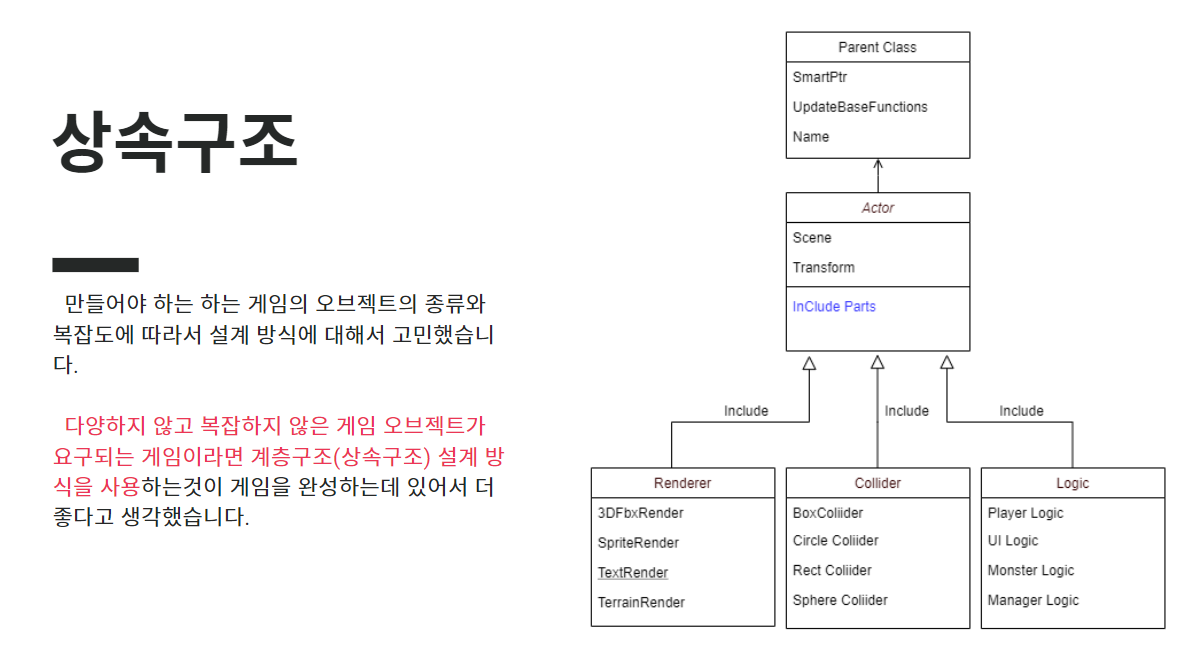 상속구조
만들어야 하는 하는 게임의 오브젝트의 종류와
복잡도에 따라서 설계 방식에 대해서 고민했습니
다.
다양하지 않고 복잡하지 않은 게임 오브젝트가
요구되는 게임이라면 계층구조(상속구조) 설계 방
식을 사용하는것이 게임을 완성하는데 있어서 더
좋다고 생각했습니다.
Parent Class
SmartPtr
UpdateBaseFunctions
Name
Actor
Scene
Transform
InClude Parts
Include
Include
Include
Renderer
3DFbxRender
SpriteRender
TextRender
TerrainRender
Collider
BoxColiider
Circle Coliider
Rect Coliider
Sphere Coliider
Logic
Player Logic
UI Logic
Monster Logic
Manager Logic